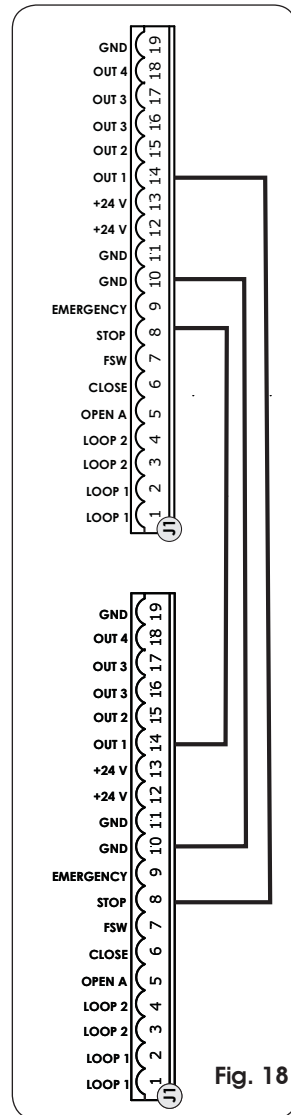 GND 19
OUT 4 18
OUT 3 17
OUT 3 16
OUT 2 15
OUT 1 14
+24 V 13
+24 V 12
GND 11
GND 10
EMERGENCY 9
STOP 8
FSW 7
CLOSE 6
OPEN A 5
LOOP 2 4
LOOP 2 3
LOOP 1 2
LOOP 1 1
J1
GND 19
OUT 4 18
OUT 3 17
OUT 3 16
OUT 2 15
OUT 1 14
+24 V 13
+24 V 12
GND 11
GND 10
EMERGENCY 9
STOP 8
FSW 7
CLOSE 6
OPEN A 5
LOOP 2 4
LOOP 2 3
LOOP 1 2
LOOP 1 1
J1
Fig. 18